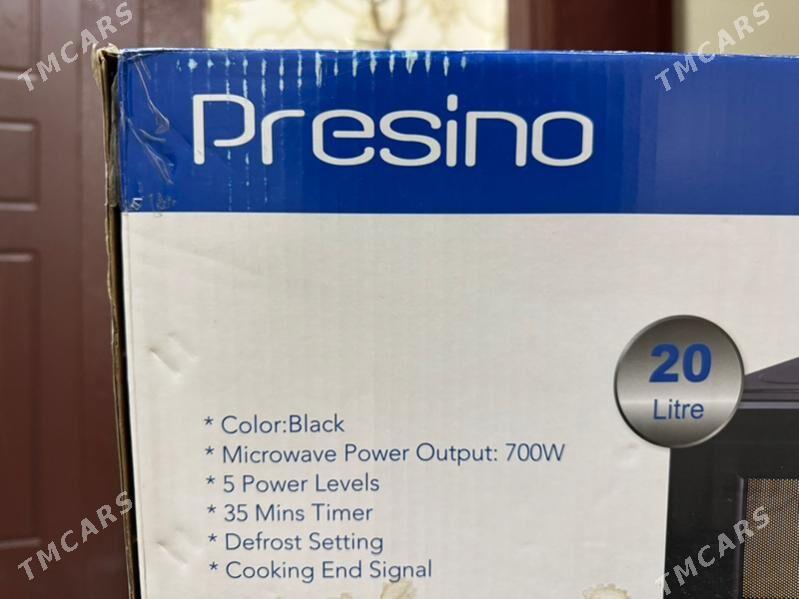 TMCARS
TMCARS
Presino
20
Litre
* Color:Black
* Microwave Power Output: 700W
* 5 Power Levels
* 35 Mins Timer
* Defrost Setting
* Cooking End Signal
TMCARS
TMCARS